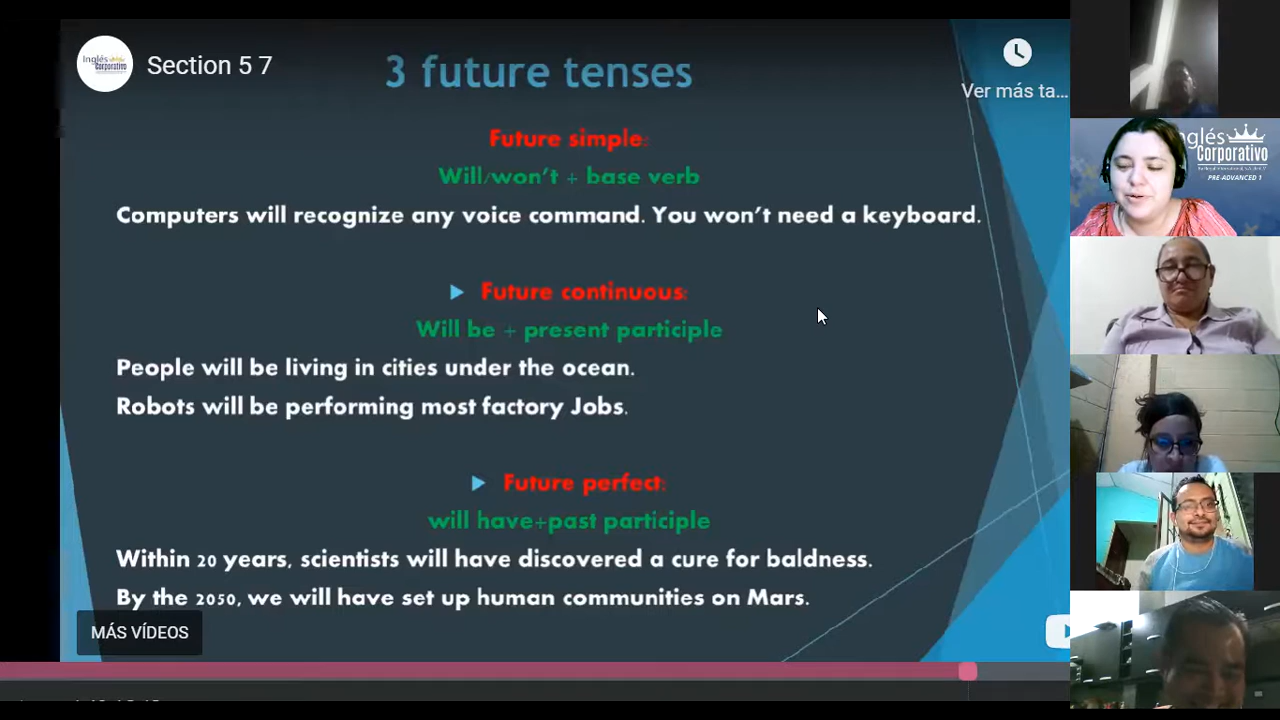 Inglés
Corporativo
Section 5 7
3 future tenses
Ver más ta...
Future simple:
Will/won't + base verb
Computers will recognize any voice command. You won't need a keyboard.
Future continuous:
Will be + present participle
People will be living in cities under the ocean.
Robots will be performing most factory Jobs.
Future perfect:
will have+past participle
Within 20 years, scientists will have discovered a cure for baldness.
By the 2050, we will have set up human communities on Mars.
MÁS VÍDEOS
Inglés
Corporativo
PRE-ADVANCED 1